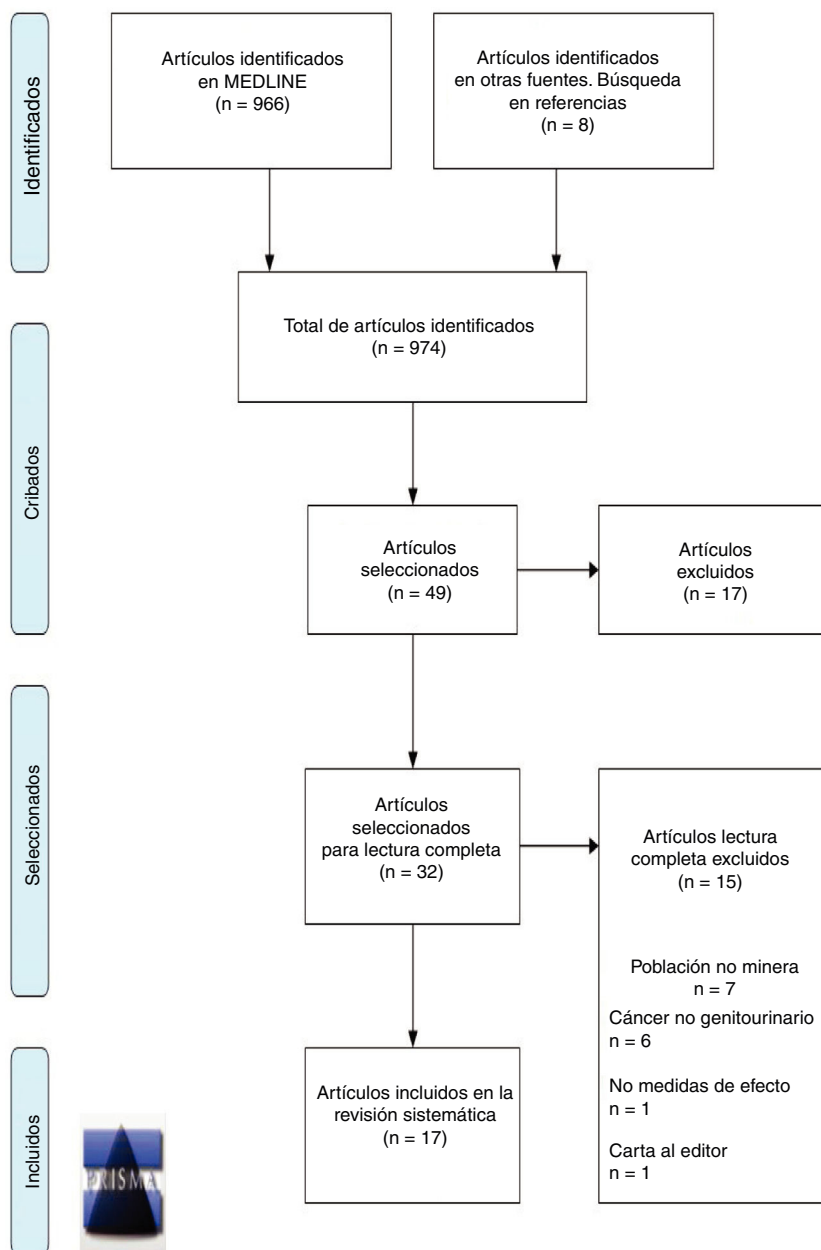 Identificados
Artículos identificados
en MEDLINE
(n = 966)
Artículos identificados
en otras fuentes. Búsqueda
en referencias
(n = 8)
Total de artículos identificados
(n = 974)
Cribados
Artículos
seleccionados
(n = 49)
Artículos
excluidos
(n = 17)
Seleccionados
Artículos
seleccionados
para lectura completa
(n = 32)
Artículos lectura
completa excluidos
(n = 15)
Población no minera
n = 7
Cáncer no genitourinario
n = 6
No medidas de efecto
n = 1
Carta al editor
n = 1
Incluidos
PRISMA
Artículos incluidos en la
revisión sistemática
(n = 17)